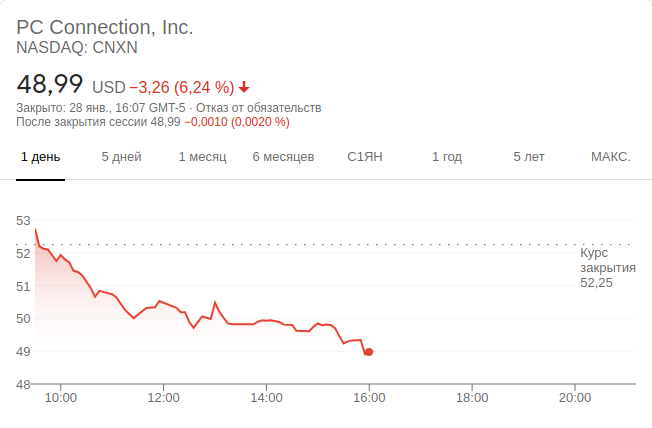 PC Connection, Inc.
NASDAQ: CNXN
48,99 USD −3,26 (6,24 %)
Закрыто: 28 янв., 16:07 GMT-5 · Отказ от обязательств
После закрытия сессии 48,99 −0,0010 (0,0020 %)
1 день 5 дней 1 месяц 6 месяцев С1ЯН 1 год 5 лет МАКС.
53
52
51
50
49
48
Курс
закрытия
52,25
10:00 12:00 14:00 16:00 18:00 20:00